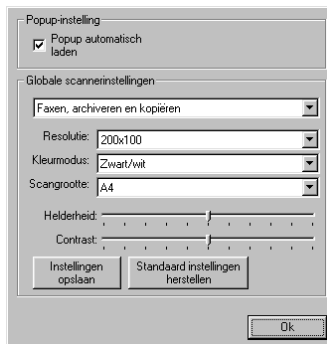 Popup-instelling
Popup automatisch
laden
Globale scannerinstellingen
Faxen, archiveren en kopiëren
Resolutie: 200x100
Kleurmodus: Zwart/wit
Scangrootte: A4
Helderheid:
Contrast:
Instellingen
opslaan
Standaard instellingen
herstellen
Ok